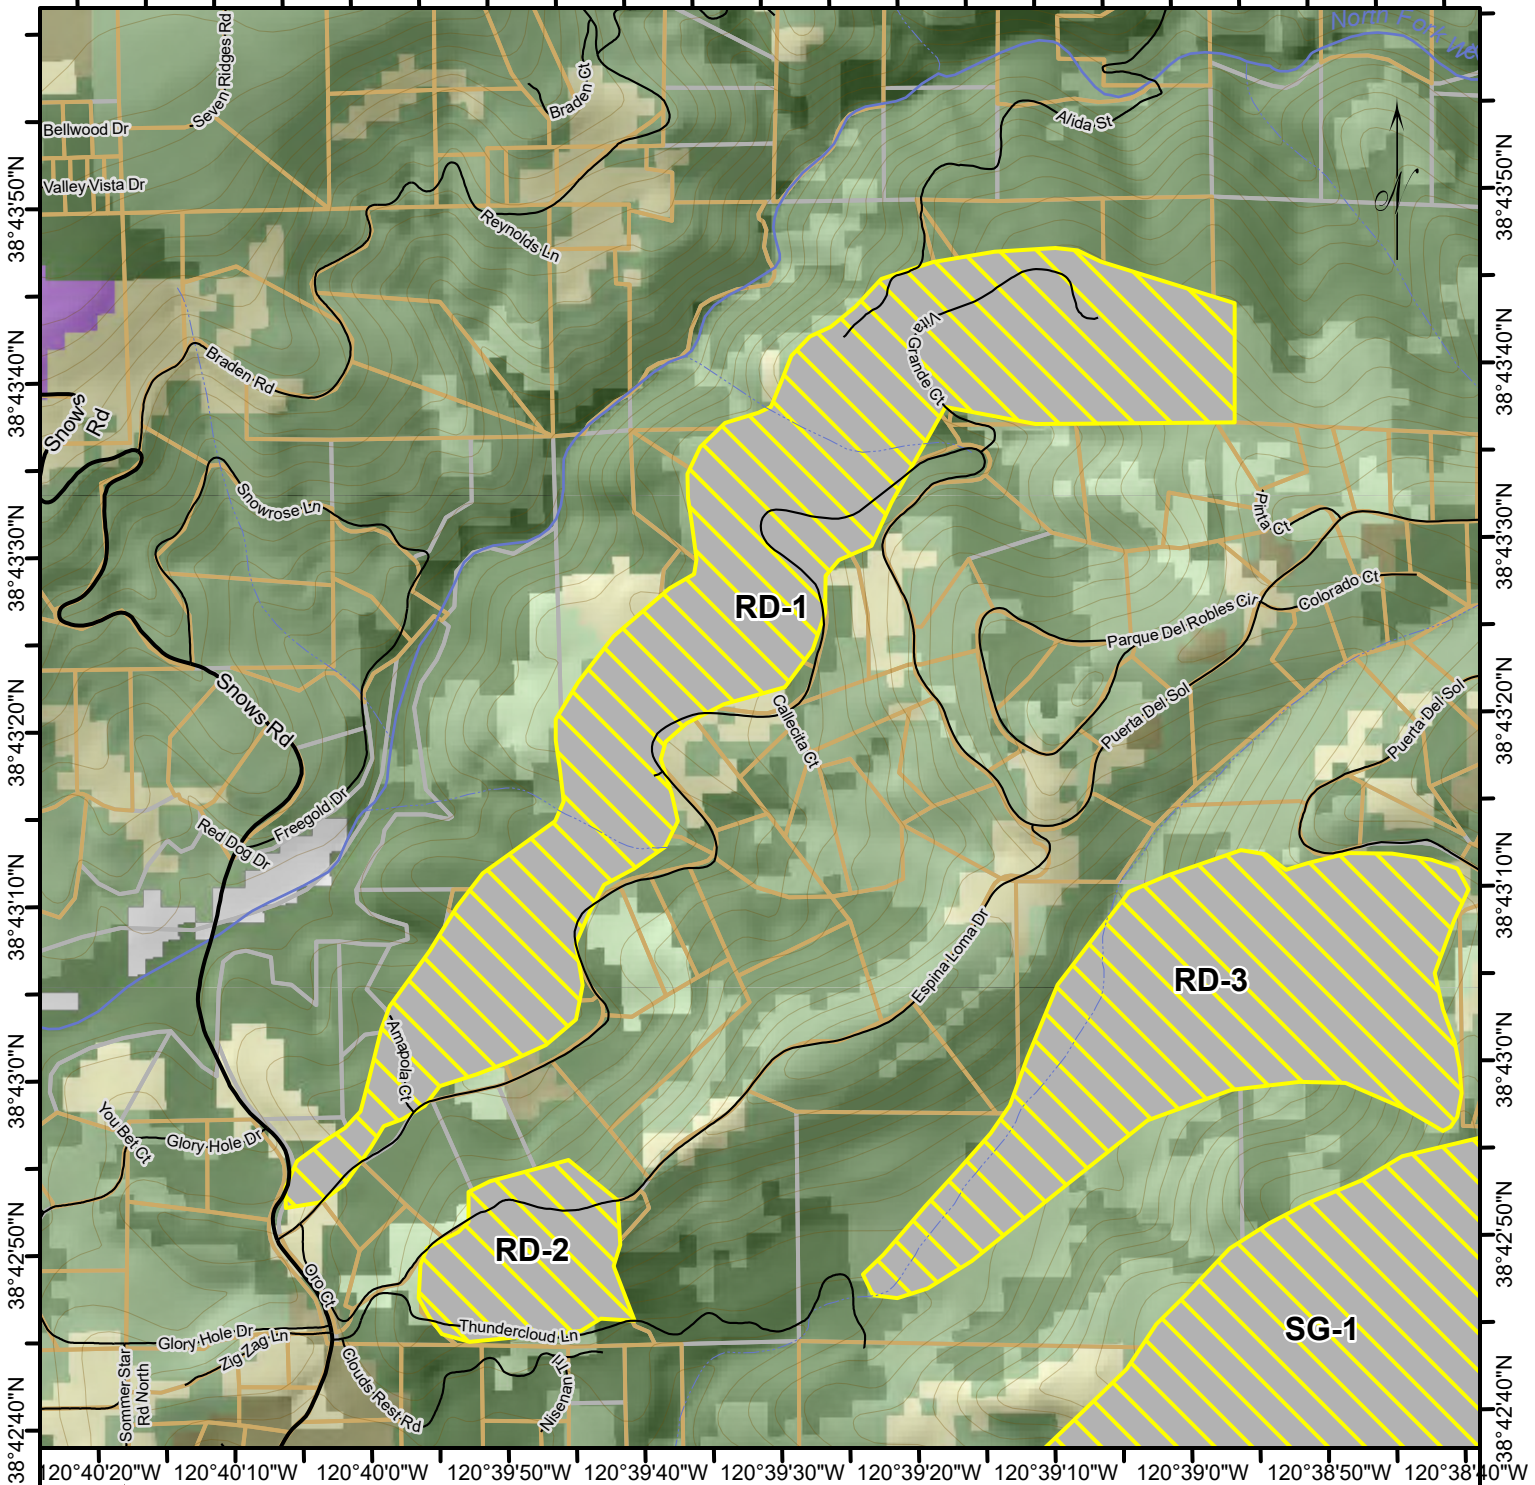 North Fork We
Seven Ridges Rd
Braden Ct
Bellwood Dr
Alida St
Valley Vista Dr
Reynolds Ln
N
Vita
Grande Ct
Braden Rd
Snows
Rd
Snowrose Ln
Pinta Ct
Colorado Ct
RD-1
Parque Del Robles Cir
Snows Rd
Callecita Ct
Puerta Del Sol
Puerta Del Sol
Freegold Dr
Red Dog Dr
Espina Loma Dr
RD-3
Amapola Ct
You Bet Ct
Glory Hole Dr
RD-2
Oro Ct
Thundercloud Ln
SG-1
Glory Hole Dr
Zig Zag Ln
Sommer Star
Rd North
Clouds Rest Rd
Nisenan Trl
38°43'50"N
38°43'40"N
38°43'30"N
38°43'20"N
38°43'10"N
38°43'0"N
38°42'50"N
38°42'40"N
38°43'50"N
38°43'40"N
38°43'30"N
38°43'20"N
38°43'10"N
38°43'0"N
38°42'50"N
38°42'40"N
120°40'20"W 120°40'10"W 120°40'0"W 120°39'50"W 120°39'40"W 120°39'30"W 120°39'20"W 120°39'10"W 120°39'0"W 120°38'50"W 120°38'40"W